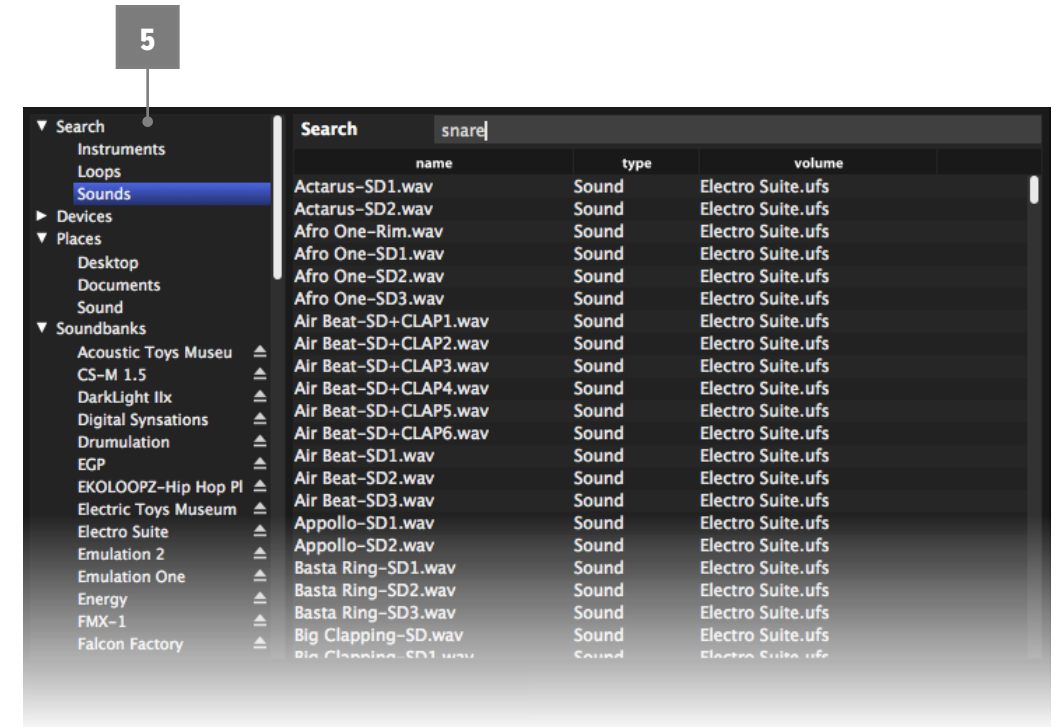 5
Search
Instruments
Loops
Sounds
Devices
Places
Desktop
Documents
Sound
Soundbanks
Acoustic Toys Museu
CS-M 1.5
DarkLight IIx
Digital Synsations
Drumulation
EGP
EKOLOOPZ-Hip Hop Pl
Electric Toys Museum
Electro Suite
Emulation 2
Emulation One
Energy
FMX-1
Falcon Factory
Search snare
name type volume
Actarus-SD1.wav Sound Electro Suite.ufs
Actarus-SD2.wav Sound Electro Suite.ufs
Afro One-Rim.wav Sound Electro Suite.ufs
Afro One-SD1.wav Sound Electro Suite.ufs
Afro One-SD2.wav Sound Electro Suite.ufs
Afro One-SD3.wav Sound Electro Suite.ufs
Air Beat-SD+CLAP1.wav Sound Electro Suite.ufs
Air Beat-SD+CLAP2.wav Sound Electro Suite.ufs
Air Beat-SD+CLAP3.wav Sound Electro Suite.ufs
Air Beat-SD+CLAP4.wav Sound Electro Suite.ufs
Air Beat-SD+CLAP5.wav Sound Electro Suite.ufs
Air Beat-SD+CLAP6.wav Sound Electro Suite.ufs
Air Beat-SD1.wav Sound Electro Suite.ufs
Air Beat-SD2.wav Sound Electro Suite.ufs
Air Beat-SD3.wav Sound Electro Suite.ufs
Appollo-SD1.wav Sound Electro Suite.ufs
Appollo-SD2.wav Sound Electro Suite.ufs
Basta Ring-SD1.wav Sound Electro Suite.ufs
Basta Ring-SD2.wav Sound Electro Suite.ufs
Basta Ring-SD3.wav Sound Electro Suite.ufs
Big Clapping-SD.wav Sound Electro Suite.ufs
Big Clapping-SD1.wav Sound Electro Suite.ufs